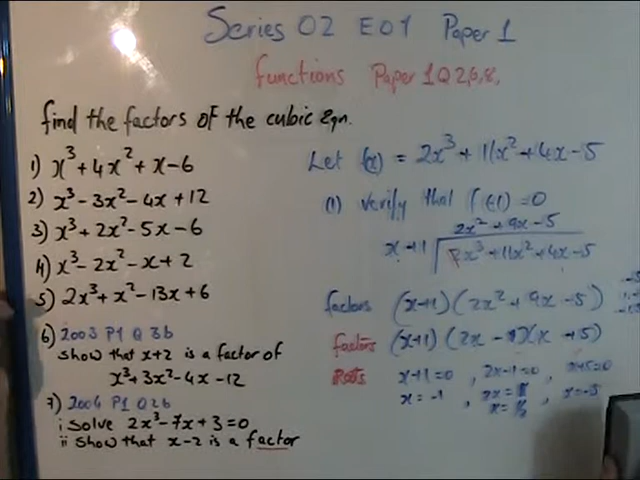 Series 02 E01 Paper 1
functions Paper 1 Q 2,6,8,
find the factors of the cubic Eqn.
1) x³ + 4x² + x - 6
2) x³ - 3x² - 4x + 12
3) x³ + 2x² - 5x - 6
4) x³ - 2x² - x + 2
5) 2x³ + x² - 13x + 6
6) 2003 P1 Q 3b
show that x+2 is a factor of
x³ + 3x² - 4x - 12
7) 2004 P1 Q2b
i solve 2x³ - 7x + 3 = 0
ii show that x-2 is a factor
Let f(x) = 2x³ + 11x² + 4x - 5
(1) verify that f(-1) = 0
2x² + 9x - 5
x+1 2x³ + 11x² + 4x - 5
factors (x+1)(2x² + 9x - 5)
factors (x+1)(2x - 1)(x + 5)
Roots x+1=0 , 2x-1=0 , x+5=0
x = -1 , 2x = 1 , x = -5
x = ½